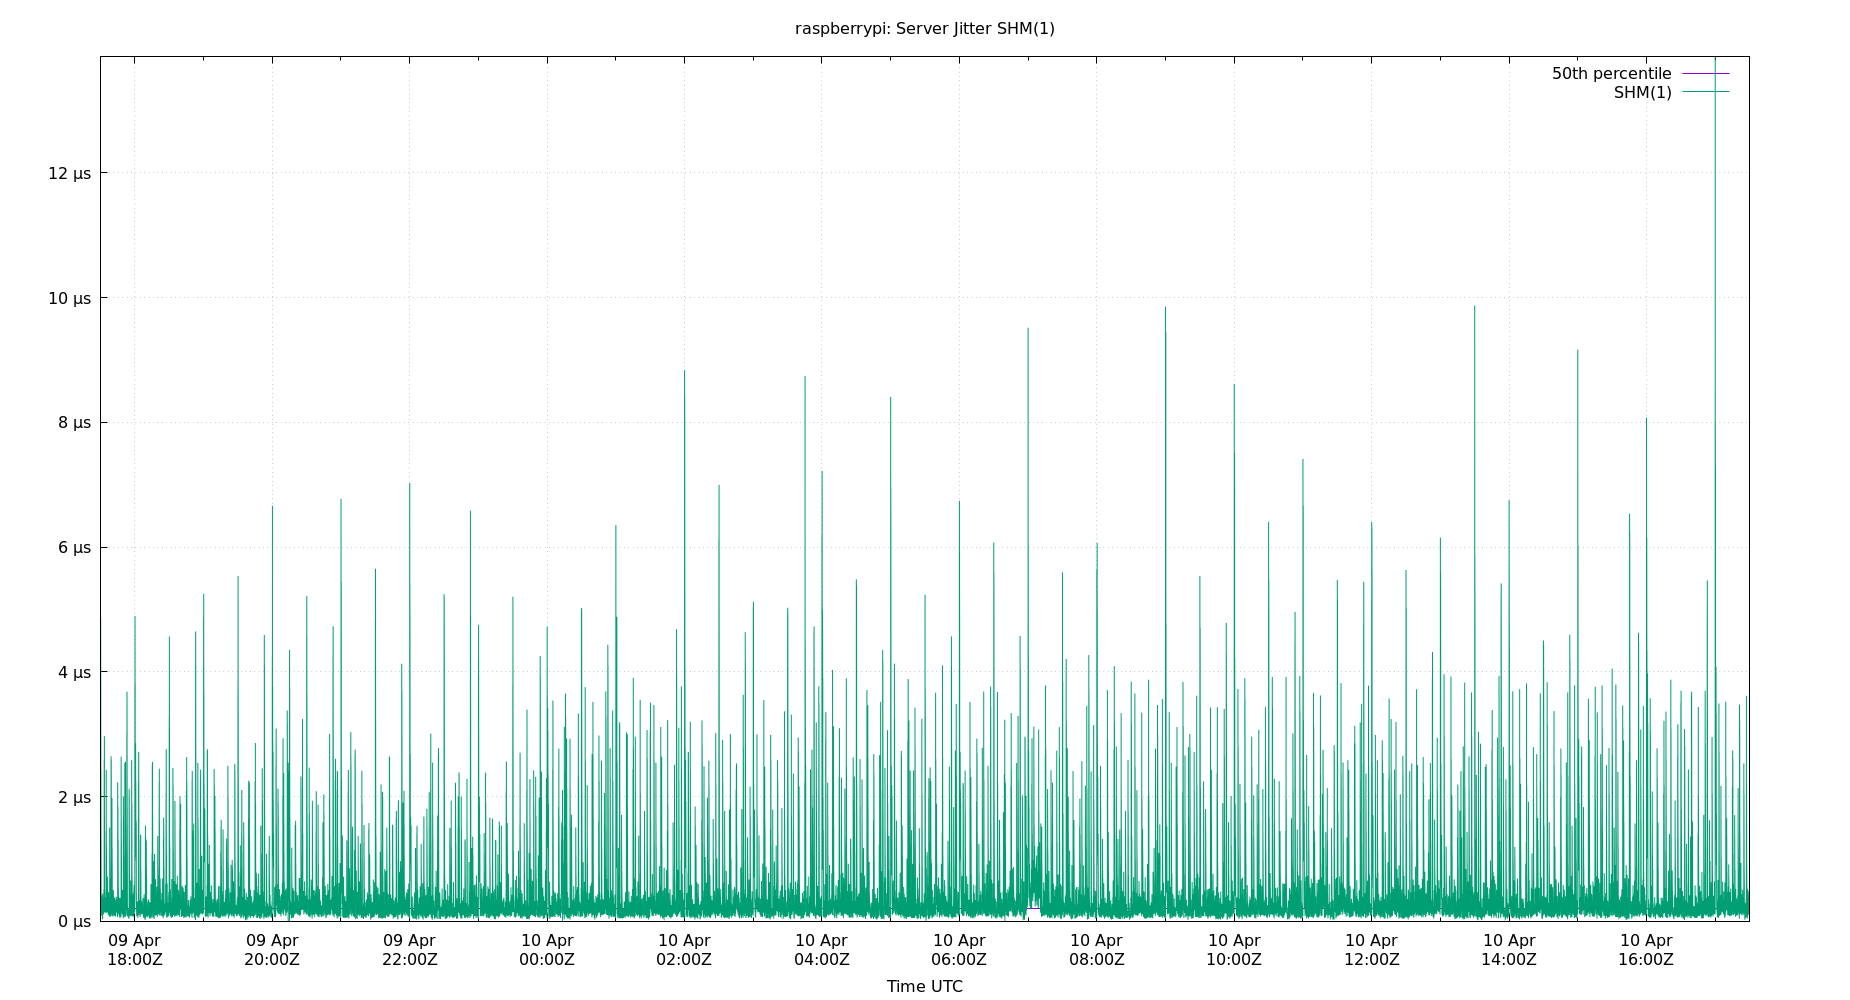 raspberrypi: Server Jitter SHM(1)
50th percentile
SHM(1)
12 µs
10 µs
8 µs
6 µs
4 µs
2 µs
0 µs
09 Apr 09 Apr 09 Apr 10 Apr 10 Apr 10 Apr 10 Apr 10 Apr 10 Apr 10 Apr 10 Apr 10 Apr
18:00Z 20:00Z 22:00Z 00:00Z 02:00Z 04:00Z 06:00Z 08:00Z 10:00Z 12:00Z 14:00Z 16:00Z
Time UTC